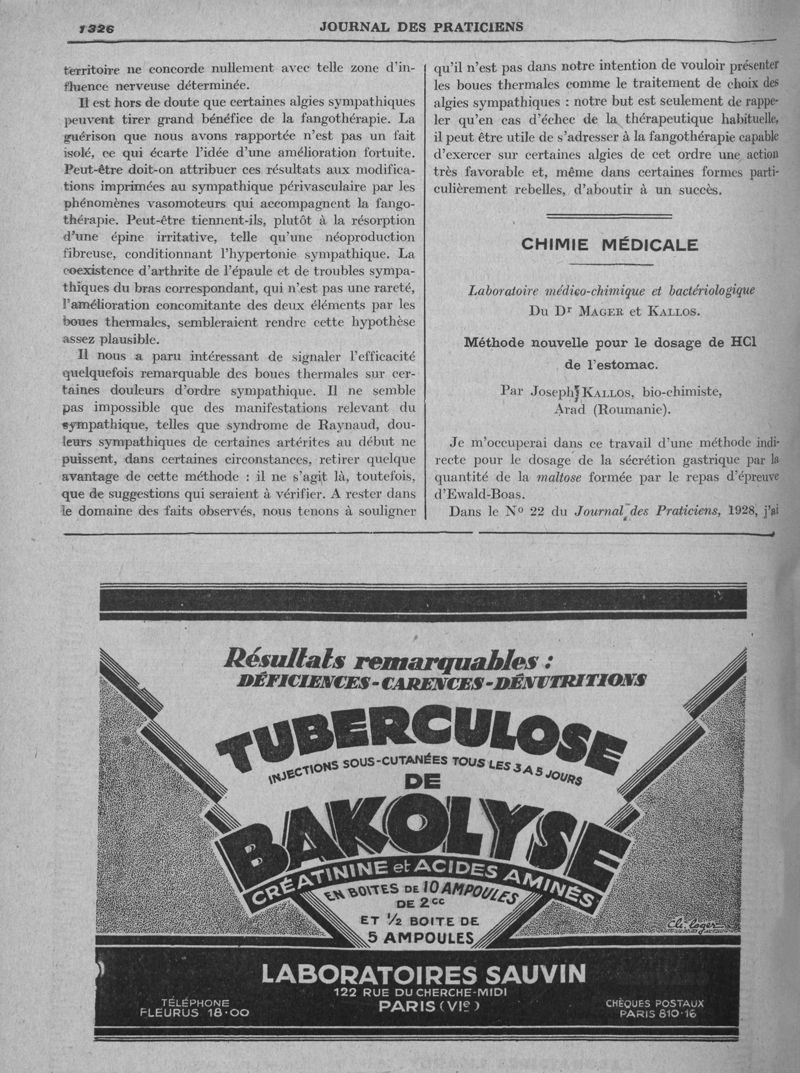 1326
JOURNAL DES PRATICIENS
territoire ne concorde nullement avec telle zone d'in-
fluence nerveuse déterminée.
Il est hors de doute que certaines algies sympathiques
peuvent tirer grand bénéfice de la fangothérapie. La
guérison que nous avons rapportée n'est pas un fait
isolé, ce qui écarte l'idée d'une amélioration fortuite.
Peut-être doit-on attribuer ces résultats aux modifica-
tions imprimées au sympathique périvasculaire par les
phénomènes vasomoteurs qui accompagnent la fango-
thérapie. Peut-être tiennent-ils, plutôt à la résorption
d'une épine irritative, telle qu'une néoproduction
fibreuse, conditionnant l'hypertonie sympathique. La
coexistence d'arthrite de l'épaule et de troubles sympa-
thiques du bras correspondant, qui n'est pas une rareté,
l'amélioration concomitante des deux éléments par les
boues thermales, sembleraient rendre cette hypothèse
assez plausible.
Il nous a paru intéressant de signaler l'efficacité
quelquefois remarquable des boues thermales sur cer-
taines douleurs d'ordre sympathique. Il ne semble
pas impossible que des manifestations relevant du
sympathique, telles que syndrome de Raynaud, dou-
leurs sympathiques de certaines artérites au début ne
puissent, dans certaines circonstances, retirer quelque
avantage de cette méthode : il ne s'agit là, toutefois,
que de suggestions qui seraient à vérifier. A rester dans
le domaine des faits observés, nous tenons à souligner
qu'il n'est pas dans notre intention de vouloir présenter
les boues thermales comme le traitement de choix des
algies sympathiques : notre but est seulement de rappe-
ler qu'en cas d'échec de la thérapeutique habituelle,
il peut être utile de s'adresser à la fangothérapie capable
d'exercer sur certaines algies de cet ordre une action
très favorable et, même dans certaines formes parti-
culièrement rebelles, d'aboutir à un succès.
CHIMIE MÉDICALE
Laboratoire médico-chimique et bactériologique
Du Dr MAGER et KALLOS.
Méthode nouvelle pour le dosage de HCl
de l'estomac.
Par Joseph KALLOS, bio-chimiste,
Arad (Roumanie).
Je m'occuperai dans ce travail d'une méthode indi-
recte pour le dosage de la sécrétion gastrique par la
quantité de la maltose formée par le repas d'épreuve
d'Ewald-Boas.
Dans le No 22 du Journal des Praticiens, 1928, j'ai
Résultats remarquables :
DÉFICIENCES-CARENCES-DÉNUTRITIONS
TUBERCULOSE
INJECTIONS SOUS-CUTANÉES TOUS LES 3 A 5 JOURS
DE
BAKOLYSE
CRÉATININE et ACIDES AMINÉS
EN BOITES DE 10 AMPOULES
DE 2cc
ET 1/2 BOITE DE
5 AMPOULES
Ch. Loger
LABORATOIRES SAUVIN
122 RUE DU CHERCHE-MIDI
PARIS (VIe)
TÉLÉPHONE
FLEURUS 18·00
CHÈQUES POSTAUX
PARIS 810·16